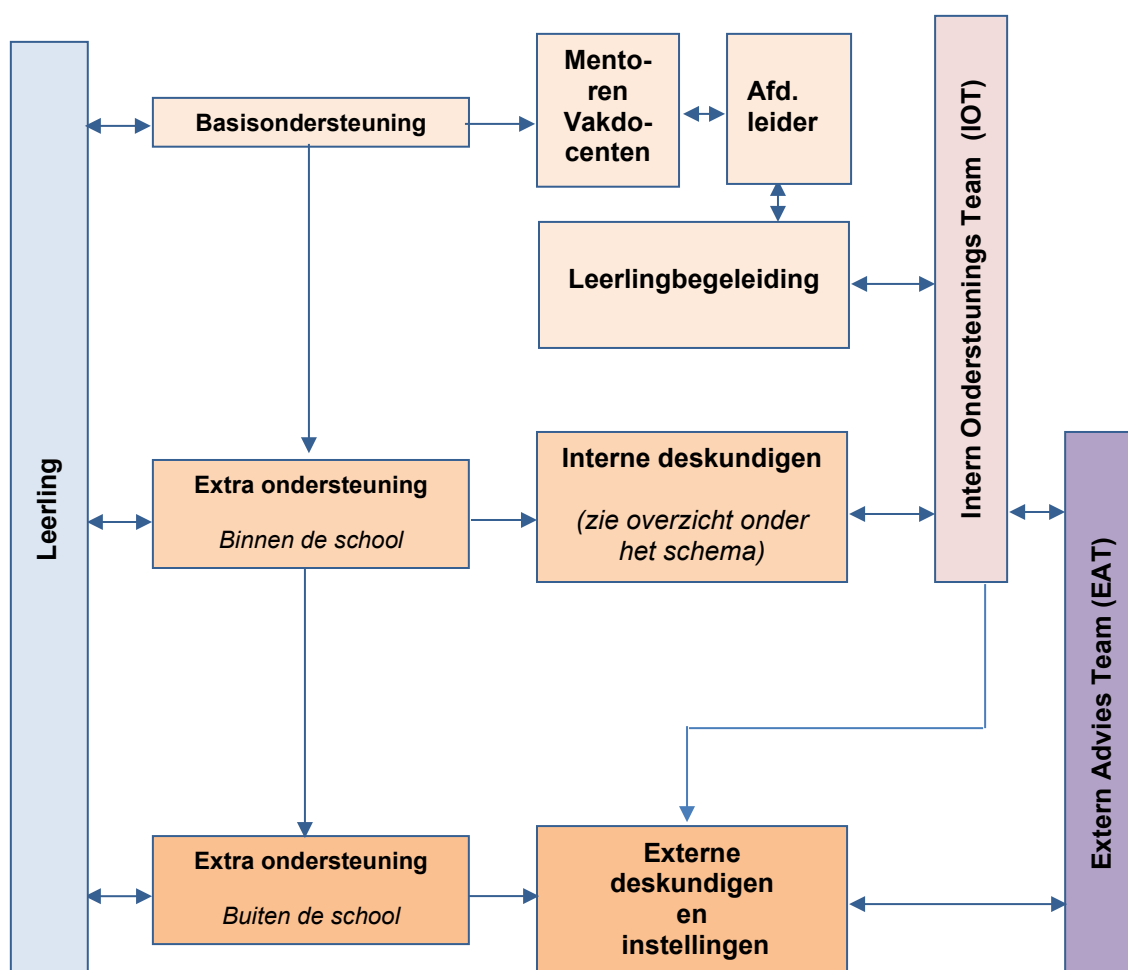 Leerling
Basisondersteuning
Mento-
ren
Vakdo-
centen
Afd.
leider
Leerlingbegeleiding
Intern Ondersteunings Team (IOT)
Extra ondersteuning
Binnen de school
Interne deskundigen
(zie overzicht onder
het schema)
Extern Advies Team (EAT)
Extra ondersteuning
Buiten de school
Externe
deskundigen
en
instellingen